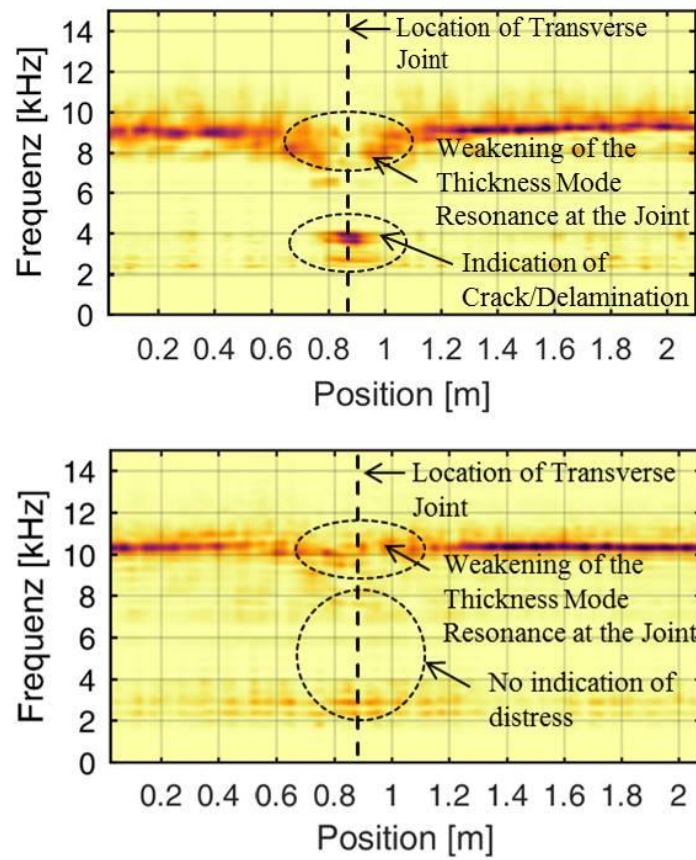 Location of Transverse
Joint
Weakening of the
Thickness Mode
Resonance at the Joint
Indication of
Crack/Delamination
Frequenz [kHz]
14
12
10
8
6
4
2
0
0.2 0.4 0.6 0.8 1 1.2 1.4 1.6 1.8 2
Position [m]
Location of Transverse
Joint
Weakening of the
Thickness Mode
Resonance at the Joint
No indication of
distress
Frequenz [kHz]
14
12
10
8
6
4
2
0
0.2 0.4 0.6 0.8 1 1.2 1.4 1.6 1.8 2
Position [m]